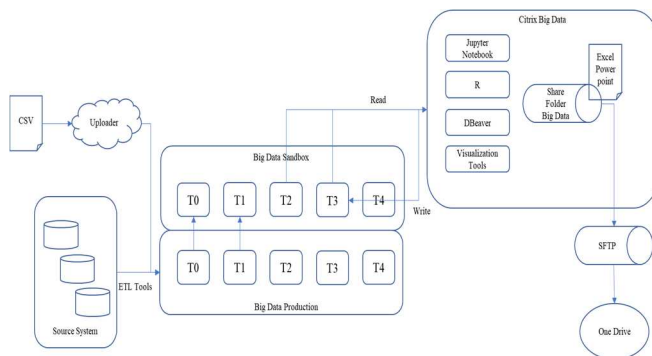 Citrix Big Data
Jupyter
Notebook
R
DBeaver
Visualization
Tools
Excel
Power
point
Share
Folder
Big Data
CSV
Uploader
Read
Big Data Sandbox
T0 T1 T2 T3 T4
Write
T0 T1 T2 T3 T4
ETL Tools
Big Data Production
Source System
SFTP
One Drive